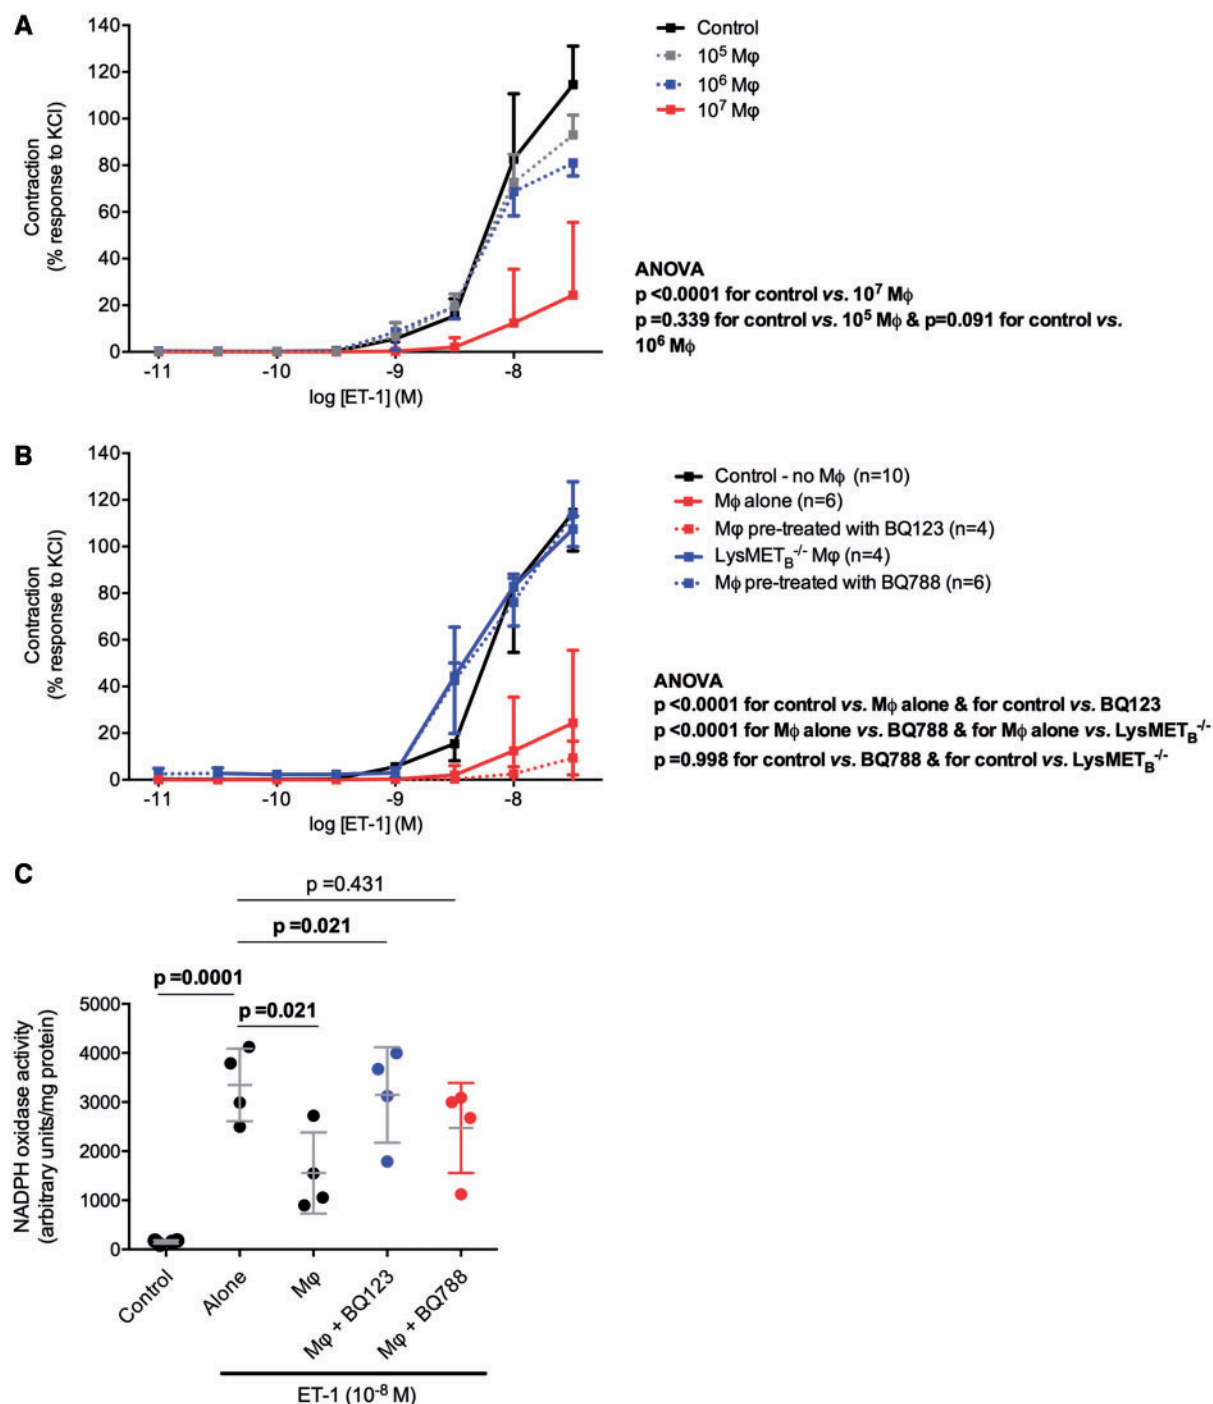 A
140
120
100
80
60
40
20
0
Contraction
(% response to KCl)
-11
-10
-9
-8
log [ET-1] (M)
Control
10⁵ Mφ
10⁶ Mφ
10⁷ Mφ
ANOVA
p <0.0001 for control vs. 10⁷ Mϕ
p =0.339 for control vs. 10⁵ Mϕ & p=0.091 for control vs.
10⁶ Mϕ
B
140
120
100
80
60
40
20
0
Contraction
(% response to KCl)
-11
-10
-9
-8
log [ET-1] (M)
Control - no Mϕ (n=10)
Mϕ alone (n=6)
Mφ pre-treated with BQ123 (n=4)
LysMET_B⁻/⁻ Mφ (n=4)
Mϕ pre-treated with BQ788 (n=6)
ANOVA
p <0.0001 for control vs. Mϕ alone & for control vs. BQ123
p <0.0001 for Mϕ alone vs. BQ788 & for Mϕ alone vs. LysMET_B⁻/⁻
p =0.998 for control vs. BQ788 & for control vs. LysMET_B⁻/⁻
C
p =0.431
p =0.021
p =0.0001
p =0.021
5000
4000
3000
2000
1000
0
NADPH oxidase activity
(arbitrary units/mg protein)
Control
Alone
Mφ
Mφ + BQ123
Mφ + BQ788
ET-1 (10⁻⁸ M)